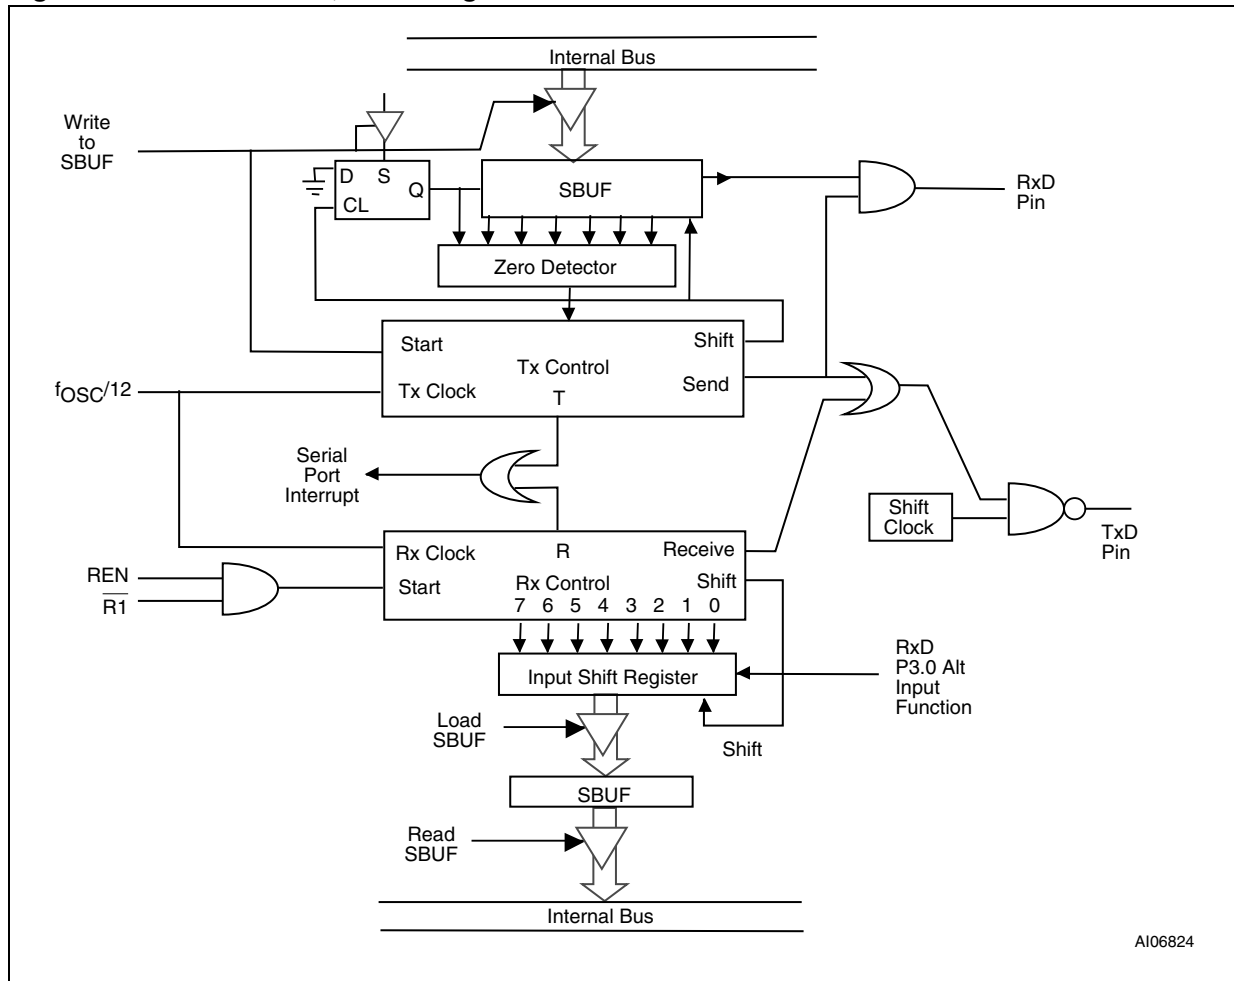 Internal Bus
Write
to
SBUF
D
S
Q
CL
SBUF
RxD
Pin
Zero Detector
Start
Shift
Tx Control
fOSC/12
Tx Clock
T
Send
Serial
Port
Interrupt
Shift
Clock
TxD
Pin
Rx Clock
R
Receive
REN
R1
Start
Rx Control
Shift
7 6 5 4 3 2 1 0
Input Shift Register
RxD
P3.0 Alt
Input
Function
Load
SBUF
Shift
SBUF
Read
SBUF
Internal Bus
AI06824